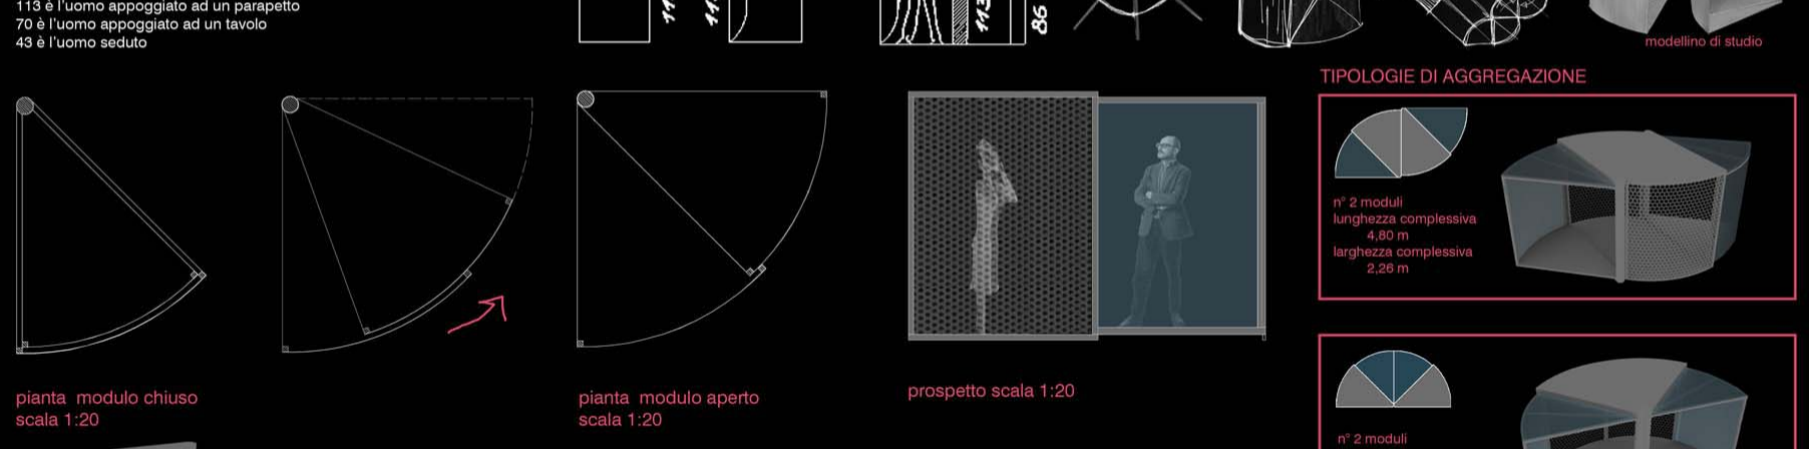 113 è l'uomo appoggiato ad un parapetto
70 è l'uomo appoggiato ad un tavolo
43 è l'uomo seduto
113
86
modellino di studio
TIPOLOGIE DI AGGREGAZIONE
n° 2 moduli
lunghezza complessiva
4,80 m
larghezza complessiva
2,26 m
pianta modulo chiuso
scala 1:20
pianta modulo aperto
scala 1:20
prospetto scala 1:20
n° 2 moduli